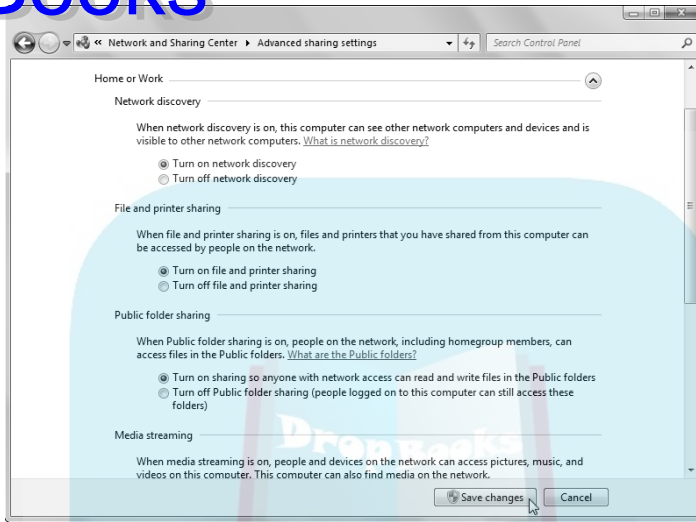 BOOKS
« Network and Sharing Center ▸ Advanced sharing settings
Search Control Panel
Home or Work
Network discovery
When network discovery is on, this computer can see other network computers and devices and is
visible to other network computers. What is network discovery?
Turn on network discovery
Turn off network discovery
File and printer sharing
When file and printer sharing is on, files and printers that you have shared from this computer can
be accessed by people on the network.
Turn on file and printer sharing
Turn off file and printer sharing
Public folder sharing
When Public folder sharing is on, people on the network, including homegroup members, can
access files in the Public folders. What are the Public folders?
Turn on sharing so anyone with network access can read and write files in the Public folders
Turn off Public folder sharing (people logged on to this computer can still access these
folders)
DropBooks
Media streaming
When media streaming is on, people and devices on the network can access pictures, music, and
videos on this computer. This computer can also find media on the network.
Save changes
Cancel